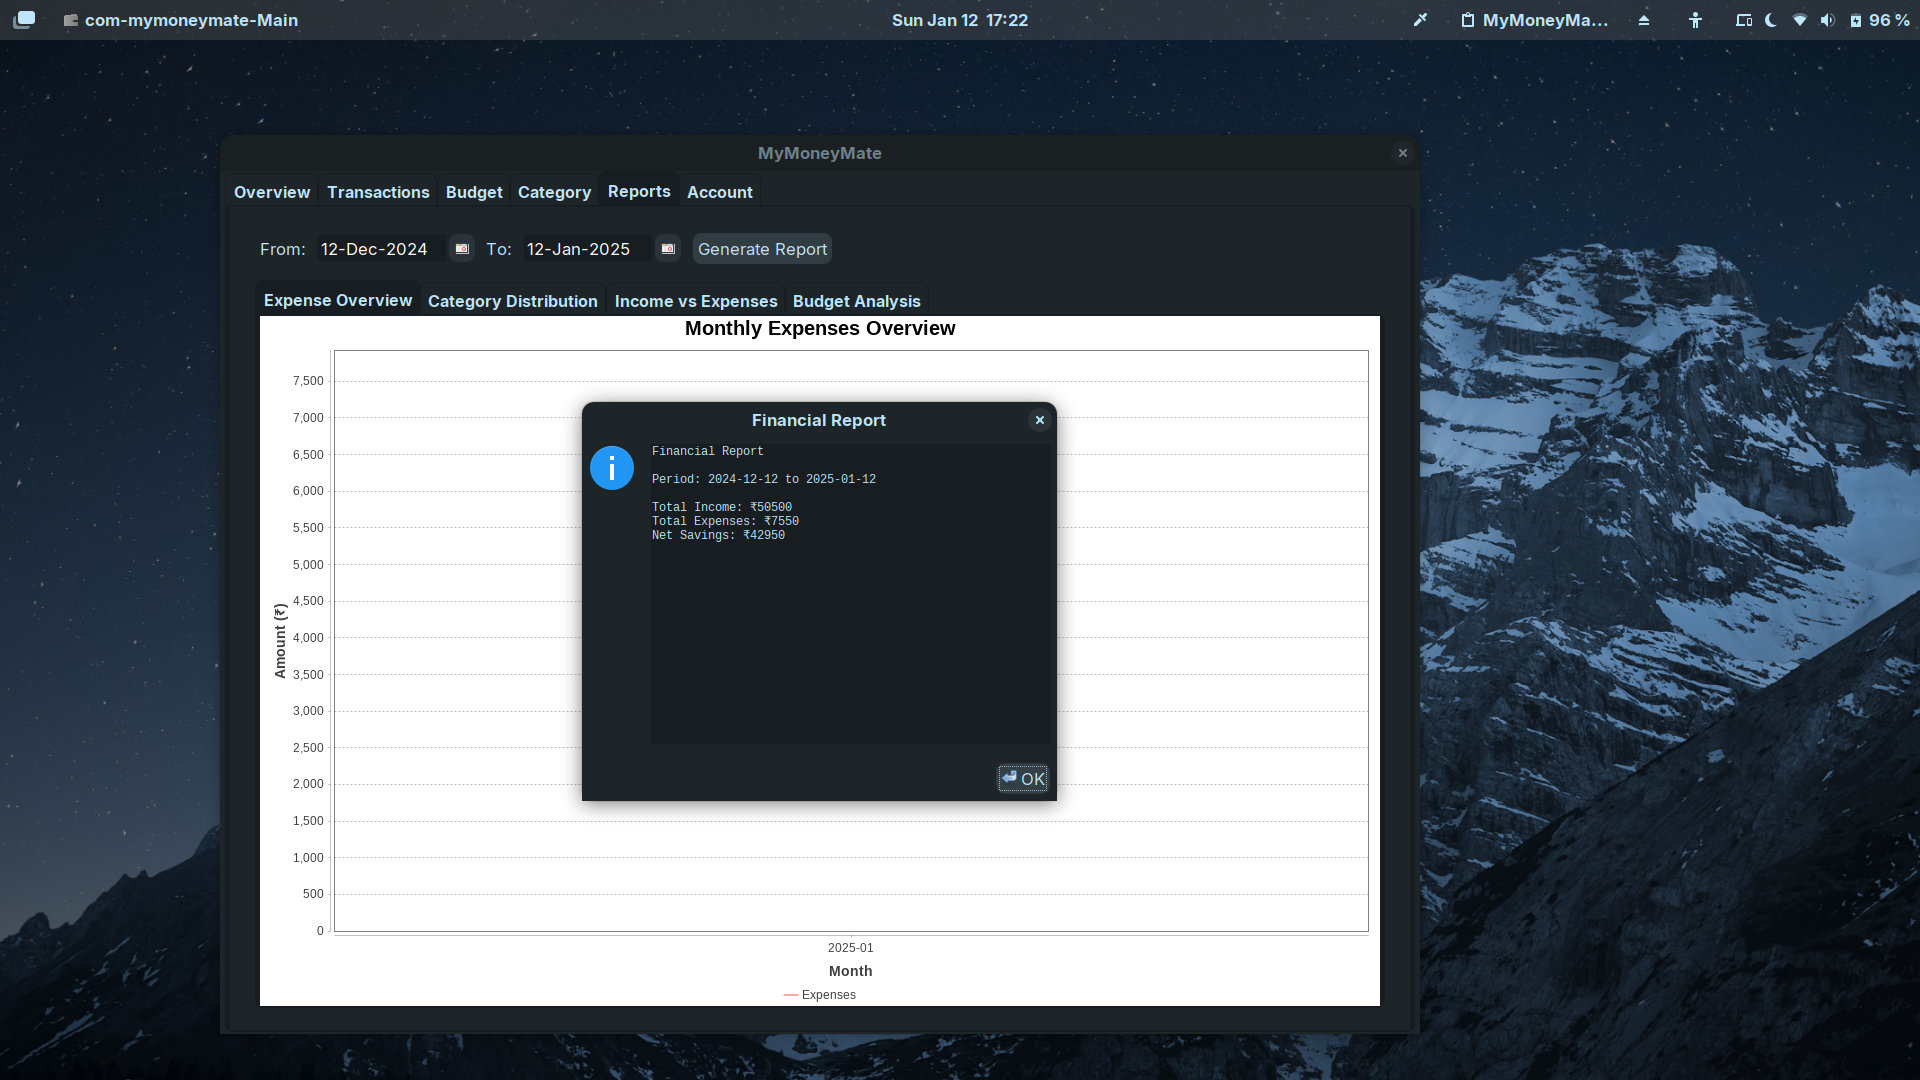 com-mymoneymate-Main
Sun Jan 12 17:22
MyMoneyMa...
96 %
MyMoneyMate
Overview Transactions Budget Category Reports Account
From: 12-Dec-2024 To: 12-Jan-2025 Generate Report
Expense Overview Category Distribution Income vs Expenses Budget Analysis
Monthly Expenses Overview
7,500
7,000
6,500
6,000
5,500
5,000
4,500
4,000
3,500
3,000
2,500
2,000
1,500
1,000
500
0
Amount (₹)
2025-01
Month
Expenses
Financial Report
Financial Report
Period: 2024-12-12 to 2025-01-12
Total Income: ₹50500
Total Expenses: ₹7550
Net Savings: ₹42950
OK